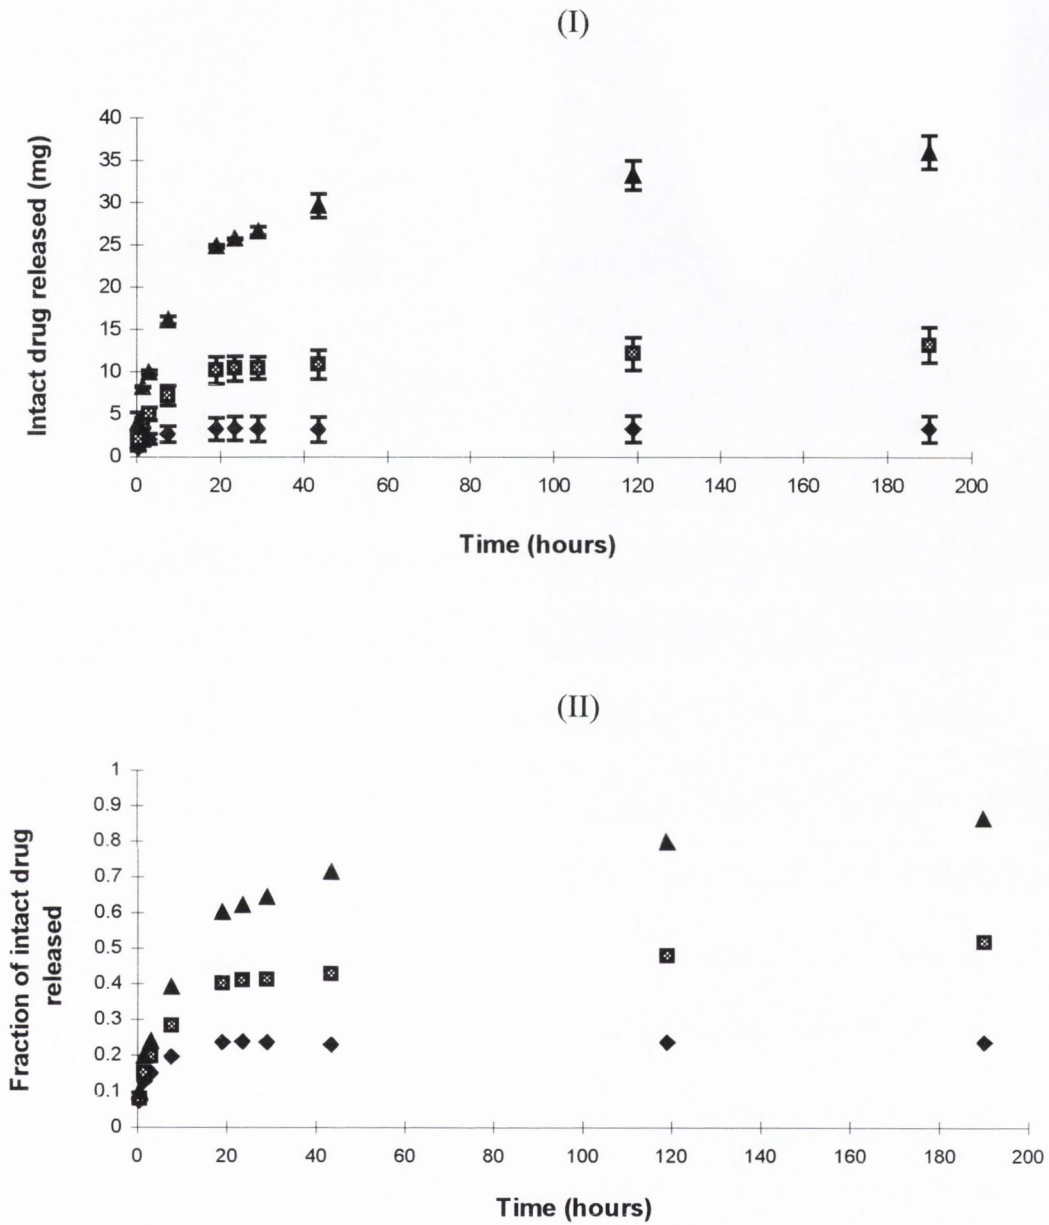 (I)
Intact drug released (mg)
40
35
30
25
20
15
10
5
0
0 20 40 60 80 100 120 140 160 180 200
Time (hours)
(II)
Fraction of intact drug
released
1
0.9
0.8
0.7
0.6
0.5
0.4
0.3
0.2
0.1
0
0 20 40 60 80 100 120 140 160 180 200
Time (hours)